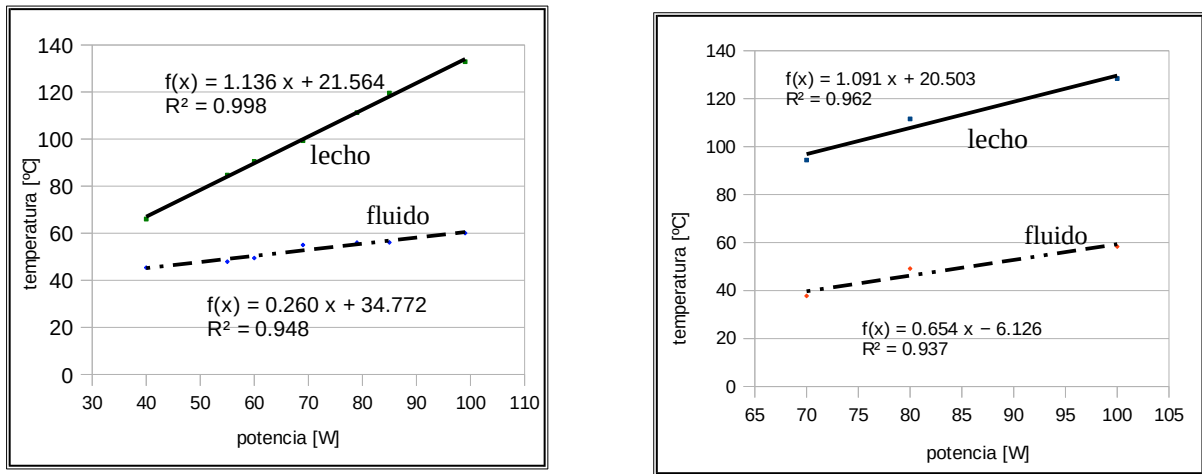 140
120
100
80
60
40
20
0
temperatura [ºC]
f(x) = 1.136 x + 21.564
R² = 0.998
lecho
fluido
f(x) = 0.260 x + 34.772
R² = 0.948
30 40 50 60 70 80 90 100 110
potencia [W]
140
120
100
80
60
40
20
0
temperatura [ºC]
f(x) = 1.091 x + 20.503
R² = 0.962
lecho
fluido
f(x) = 0.654 x − 6.126
R² = 0.937
65 70 75 80 85 90 95 100 105
potencia [W]